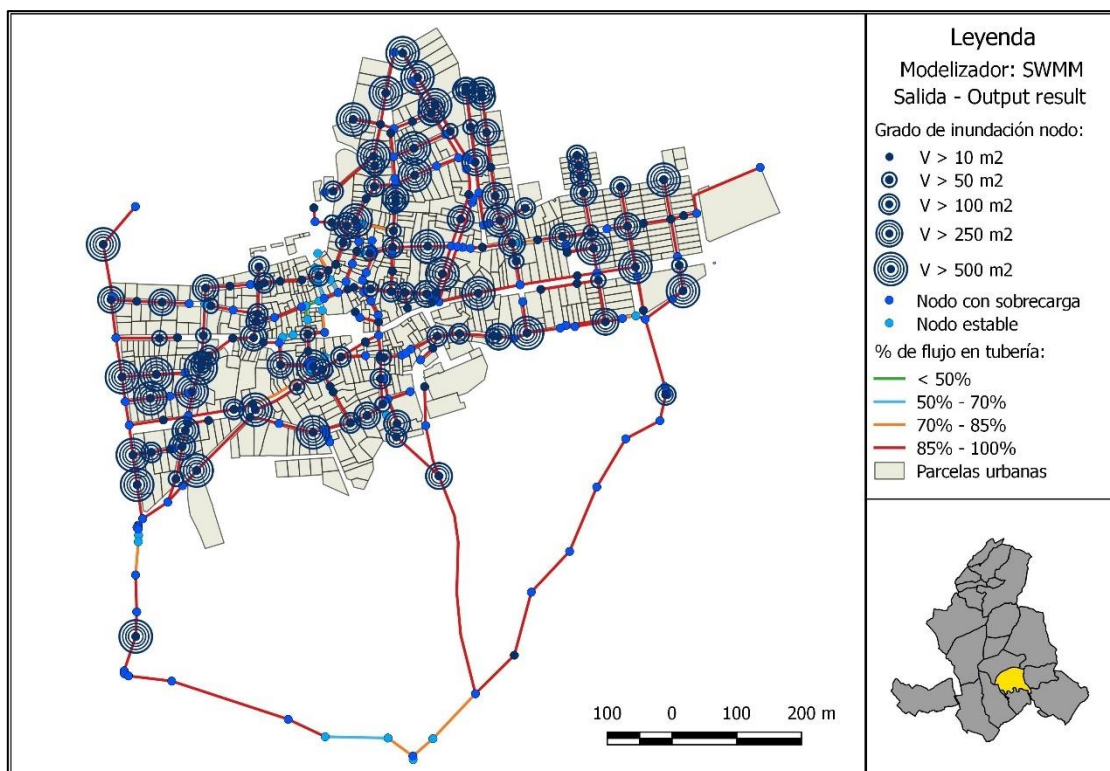 Leyenda
Modelizador: SWMM
Salida - Output result
Grado de inundación nodo:
V > 10 m2
V > 50 m2
V > 100 m2
V > 250 m2
V > 500 m2
Nodo con sobrecarga
Nodo estable
% de flujo en tubería:
< 50%
50% - 70%
70% - 85%
85% - 100%
Parcelas urbanas
100 0 100 200 m